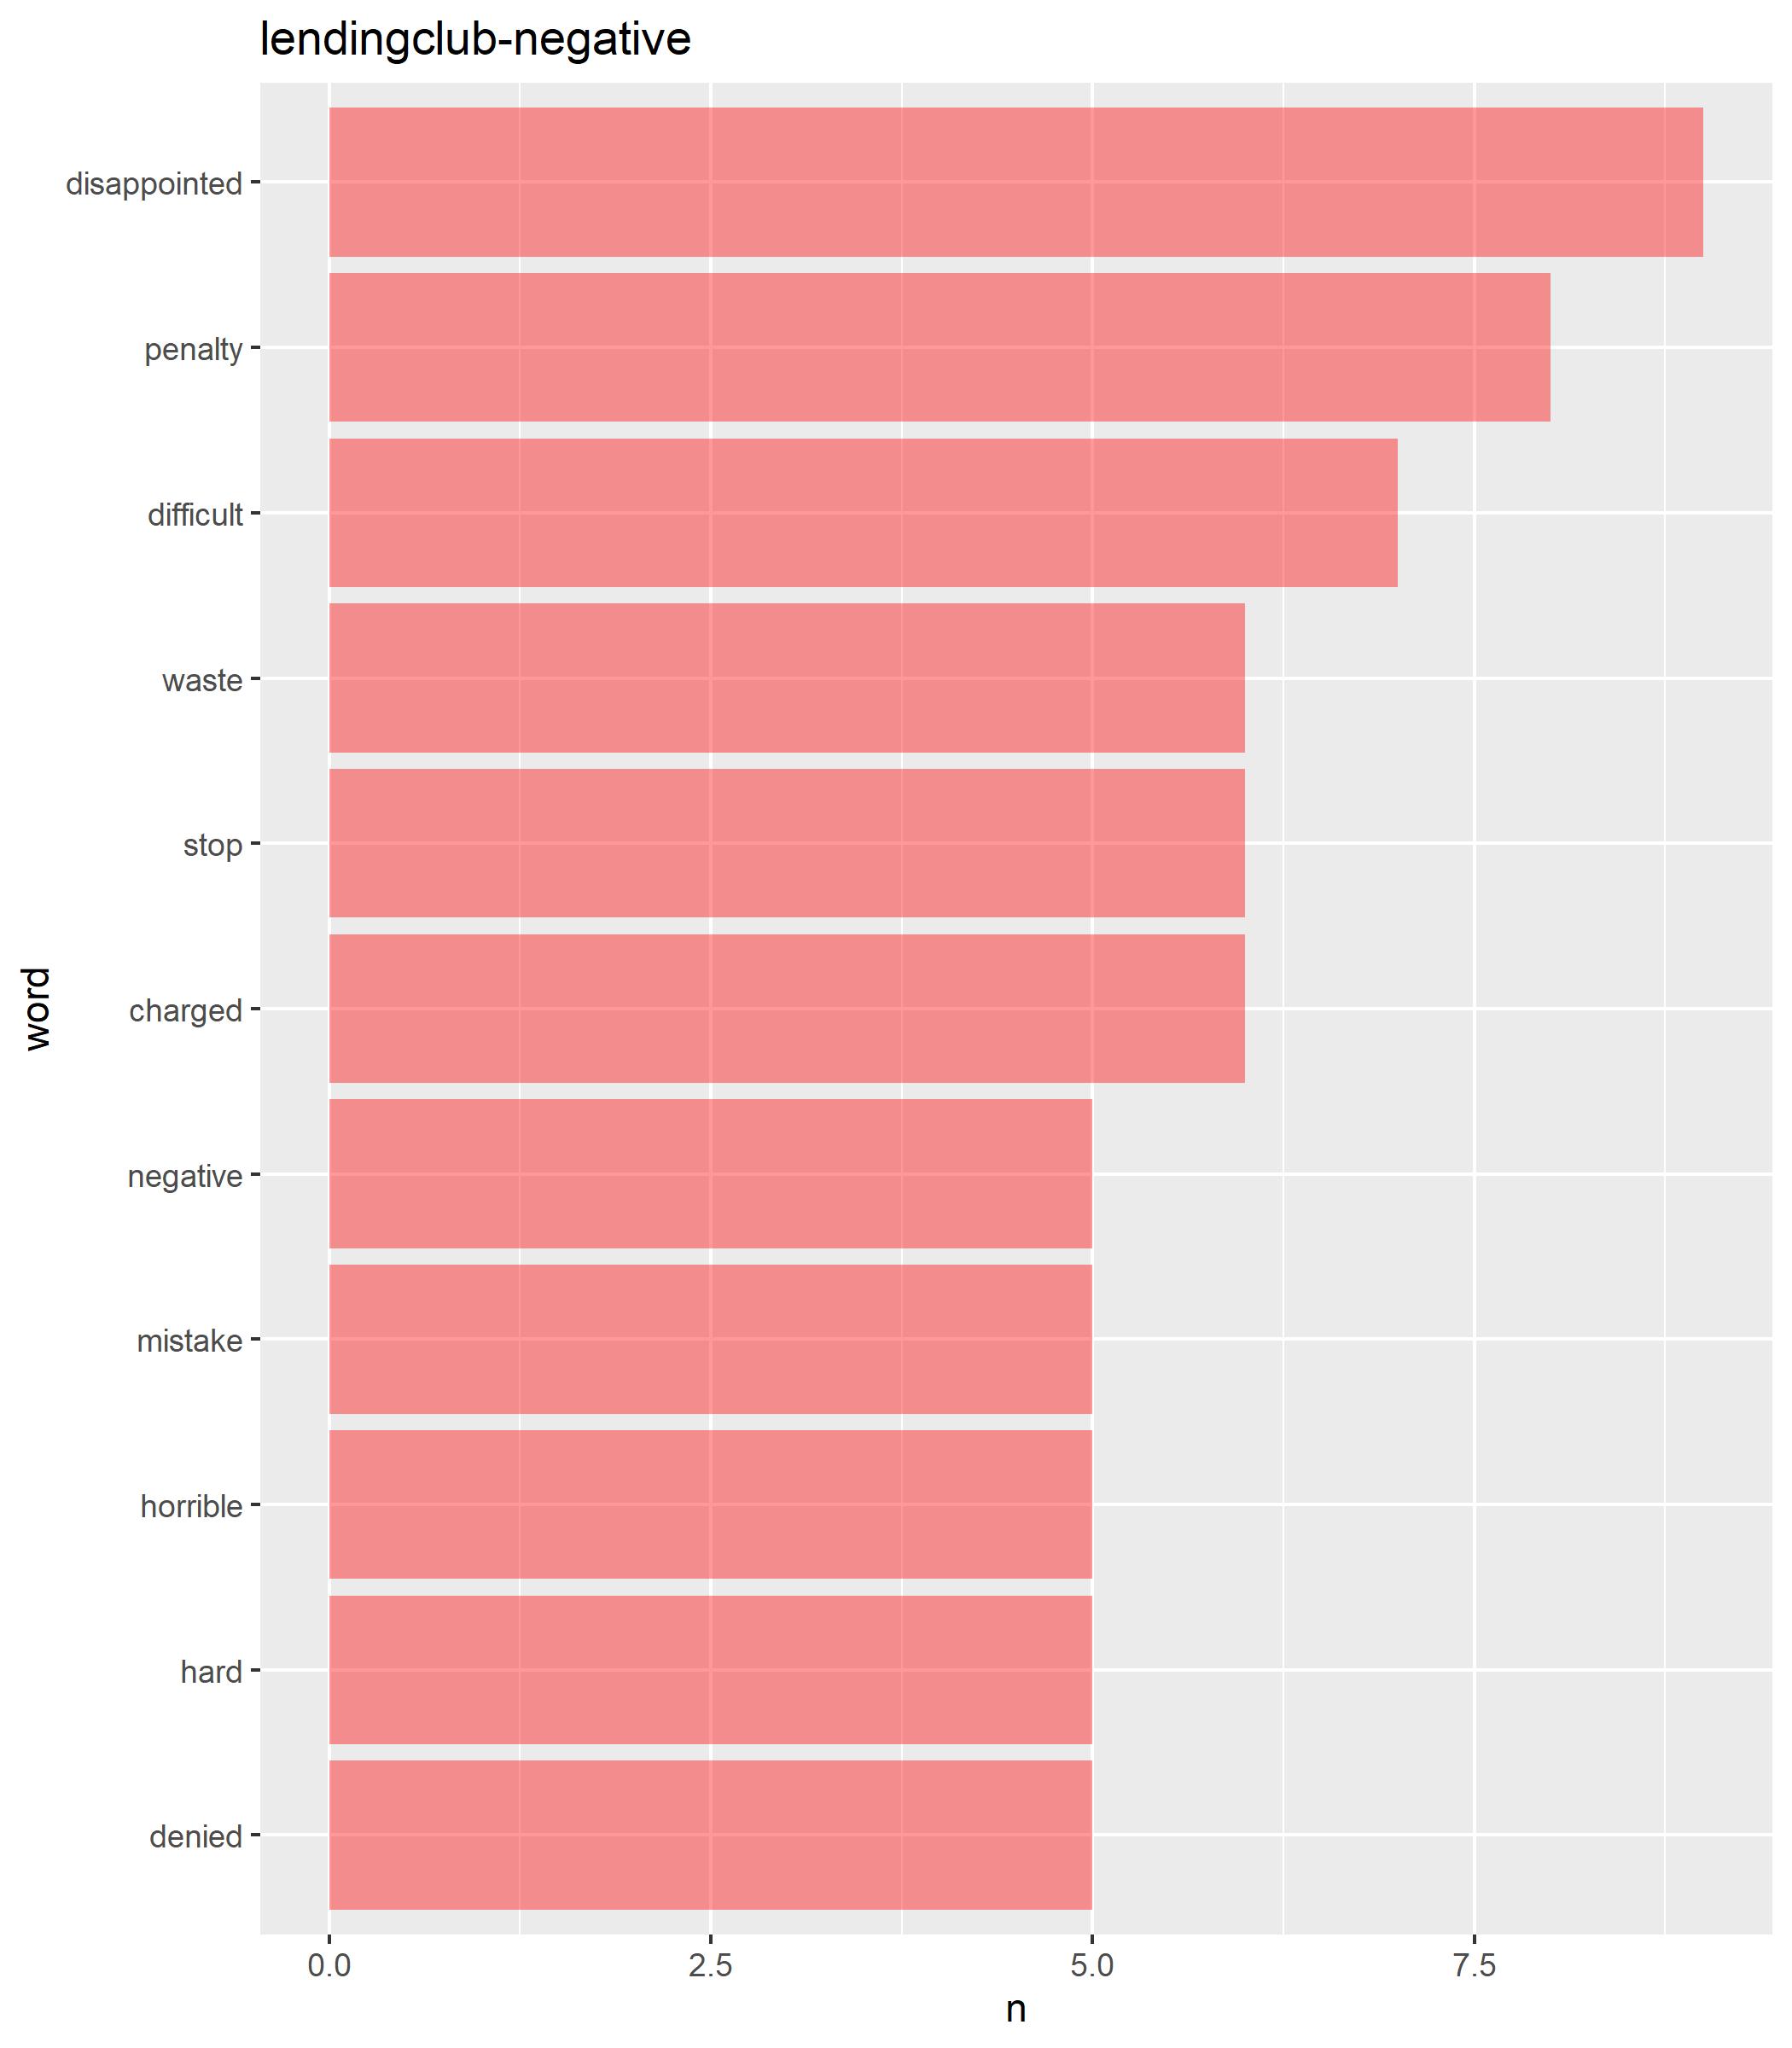 lendingclub-negative
disappointed
penalty
difficult
waste
stop
charged
negative
mistake
horrible
hard
denied
word
0.0 2.5 5.0 7.5
n